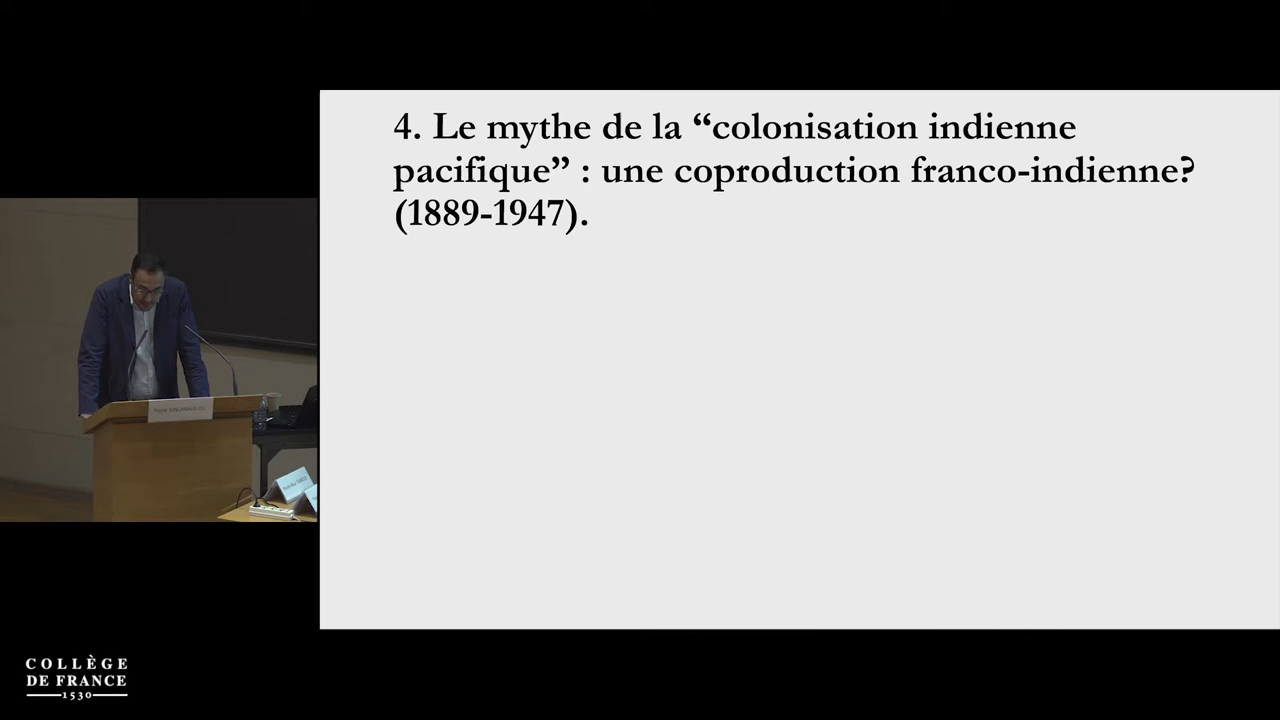 4. Le mythe de la “colonisation indienne
pacifique” : une coproduction franco-indienne?
(1889-1947).
COLLÈGE
DE FRANCE
1530